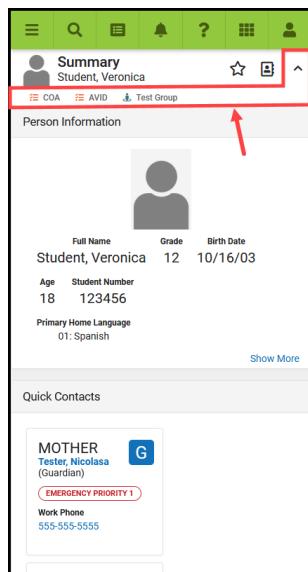 Summary
Student, Veronica
COA AVID Test Group
Person Information
Full Name Grade Birth Date
Student, Veronica 12 10/16/03
Age Student Number
18 123456
Primary Home Language
01: Spanish
Show More
Quick Contacts
MOTHER G
Tester, Nicolasa
(Guardian)
EMERGENCY PRIORITY 1
Work Phone
555-555-5555